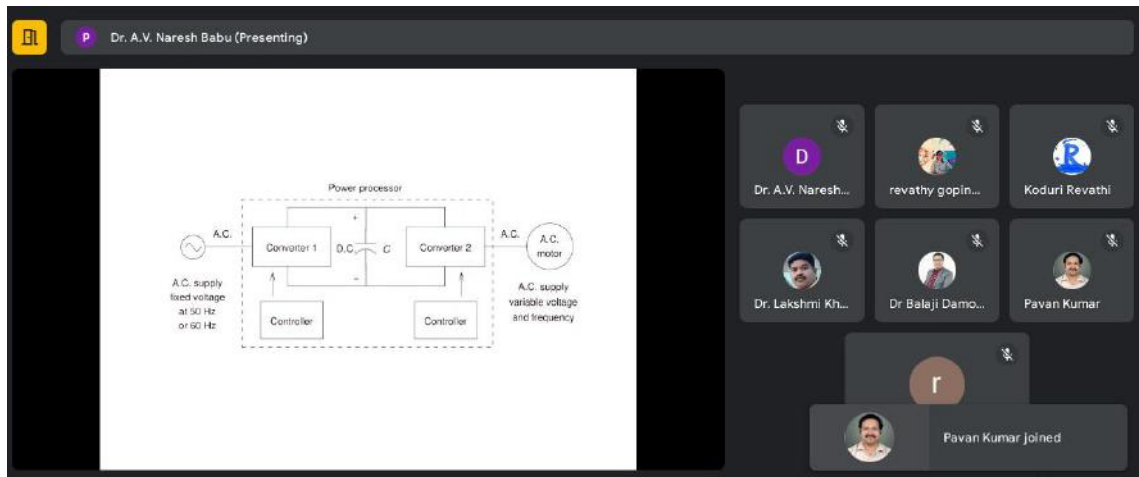 P
Dr. A.V. Naresh Babu (Presenting)
Power processor
A.C.
Converter 1
+
D.C.
C
−
Converter 2
A.C.
A.C.
motor
A.C. supply
fixed voltage
at 50 Hz
or 60 Hz
Controller
Controller
A.C. supply
variable voltage
and frequency
D
Dr. A.V. Naresh...
revathy gopin...
R
Koduri Revathi
Dr. Lakshmi Kh...
Dr Balaji Damo...
Pavan Kumar
r
Pavan Kumar joined